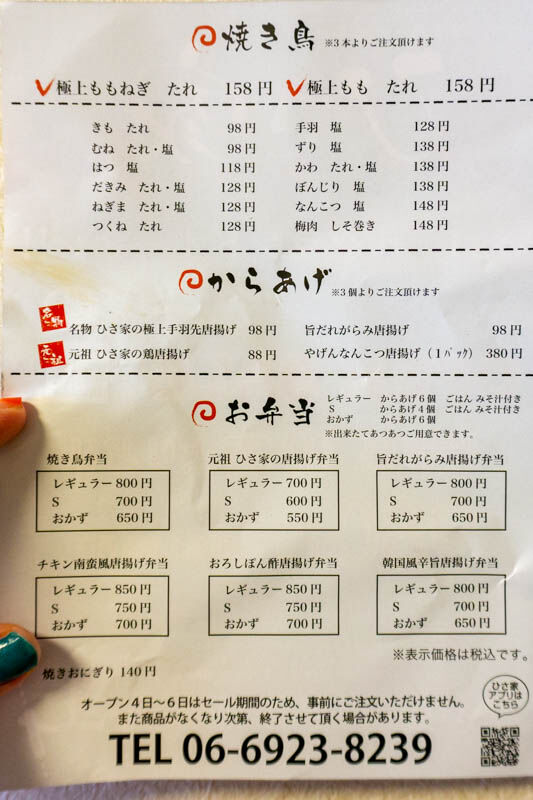 焼き鳥 ※3本よりご注文頂けます
極上ももねぎ たれ 158円 極上もも たれ 158円
きも たれ 98円 手羽 塩 128円
むね たれ・塩 98円 ずり 塩 138円
はつ 塩 118円 かわ たれ・塩 138円
だきみ たれ・塩 128円 ぼんじり 塩 138円
ねぎま たれ・塩 128円 なんこつ 塩 148円
つくね たれ 128円 梅肉 しそ巻き 148円
からあげ ※3個よりご注文頂けます
名物 名物 ひさ家の極上手羽先唐揚げ 98円 旨だれがらみ唐揚げ 98円
元祖 元祖 ひさ家の鶏唐揚げ 88円 やげんなんこつ唐揚げ(1パック) 380円
お弁当
レギュラー からあげ6個 ごはん みそ汁付き
S からあげ4個 ごはん みそ汁付き
おかず からあげ6個
※出来たてあつあつご用意できます。
焼き鳥弁当 元祖 ひさ家の唐揚げ弁当 旨だれがらみ唐揚げ弁当
レギュラー 800円 レギュラー 700円 レギュラー 800円
S 700円 S 600円 S 700円
おかず 650円 おかず 550円 おかず 650円
チキン南蛮風唐揚げ弁当 おろしぽん酢唐揚げ弁当 韓国風辛旨唐揚げ弁当
レギュラー 850円 レギュラー 850円 レギュラー 800円
S 750円 S 750円 S 700円
おかず 700円 おかず 700円 おかず 650円
※表示価格は税込です。
焼きおにぎり 140円
ひさ家
アプリは
こちら
オープン4日～6日はセール期間のため、事前にご注文いただけません。
また商品がなくなり次第、終了させて頂く場合があります。
TEL 06-6923-8239